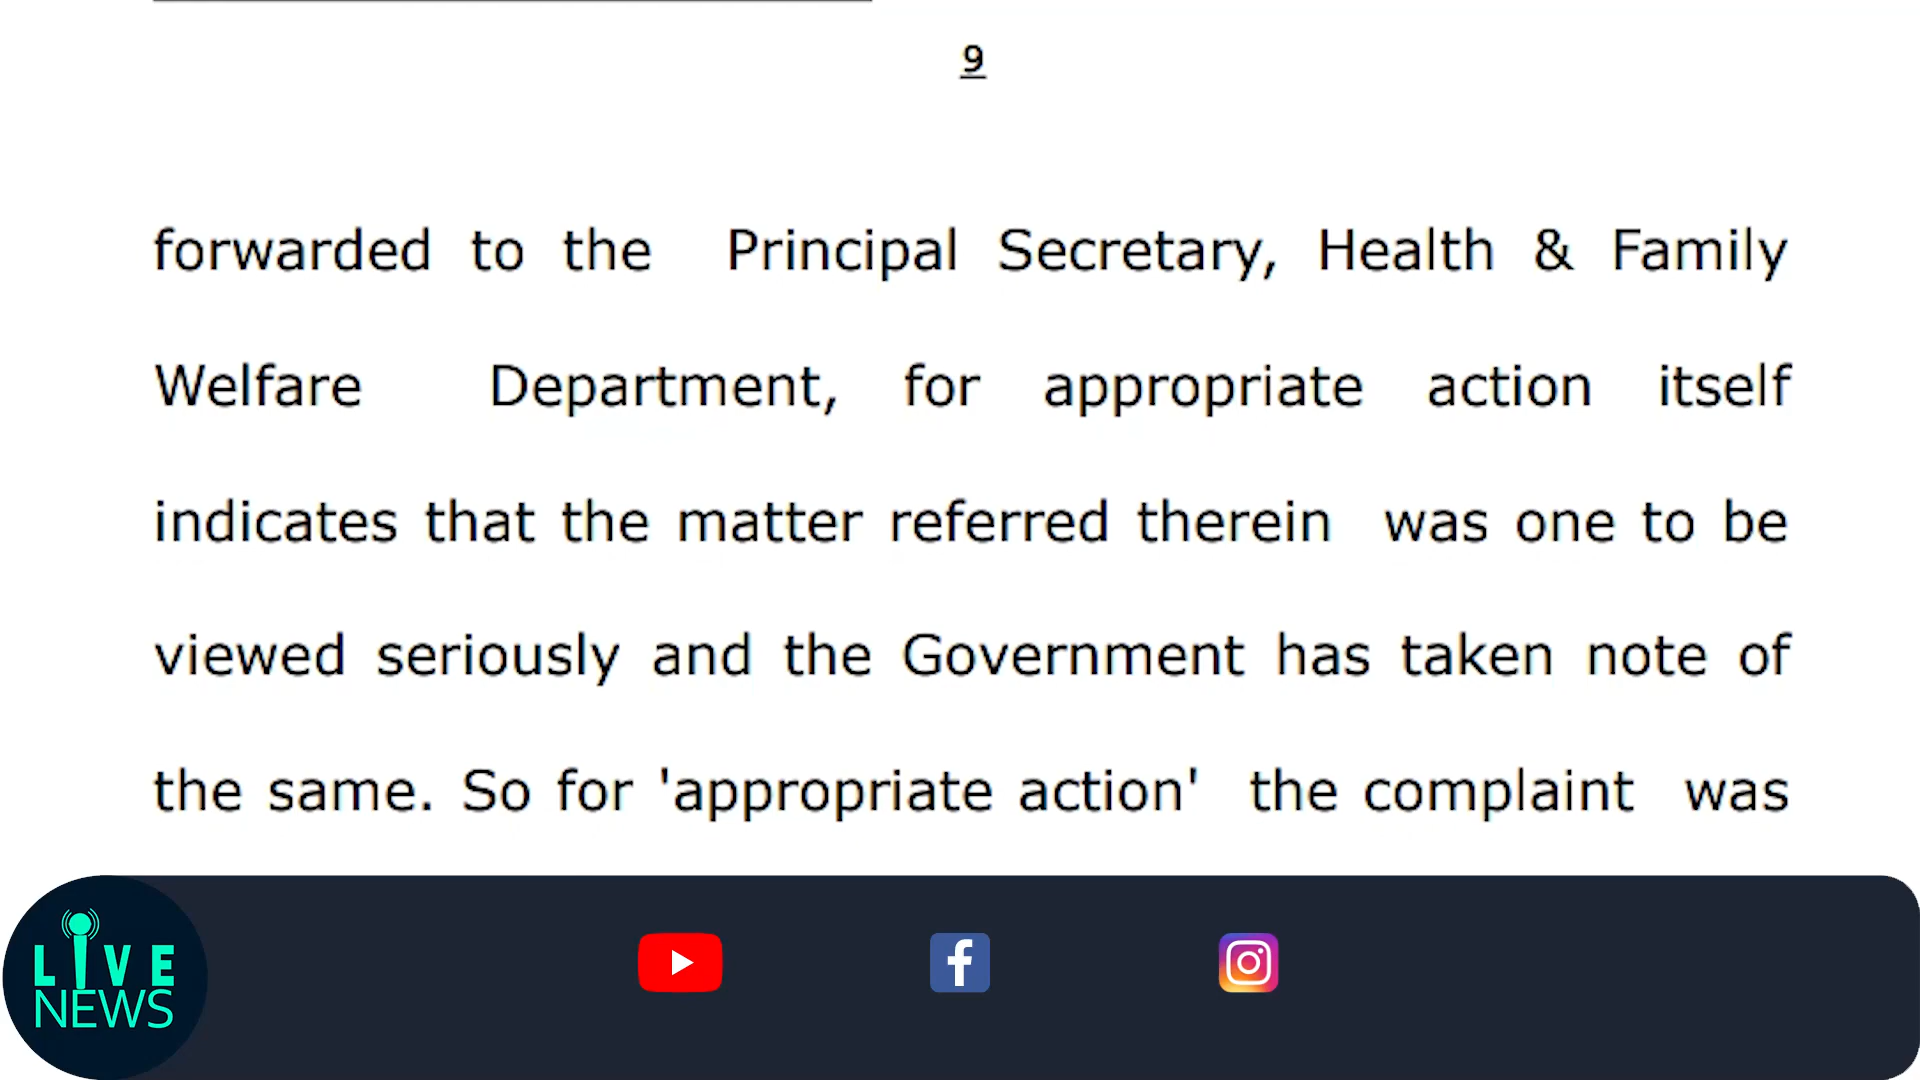 9
forwarded to the Principal Secretary, Health & Family
Welfare Department, for appropriate action itself
indicates that the matter referred therein was one to be
viewed seriously and the Government has taken note of
the same. So for 'appropriate action' the complaint was
LIVE
NEWS